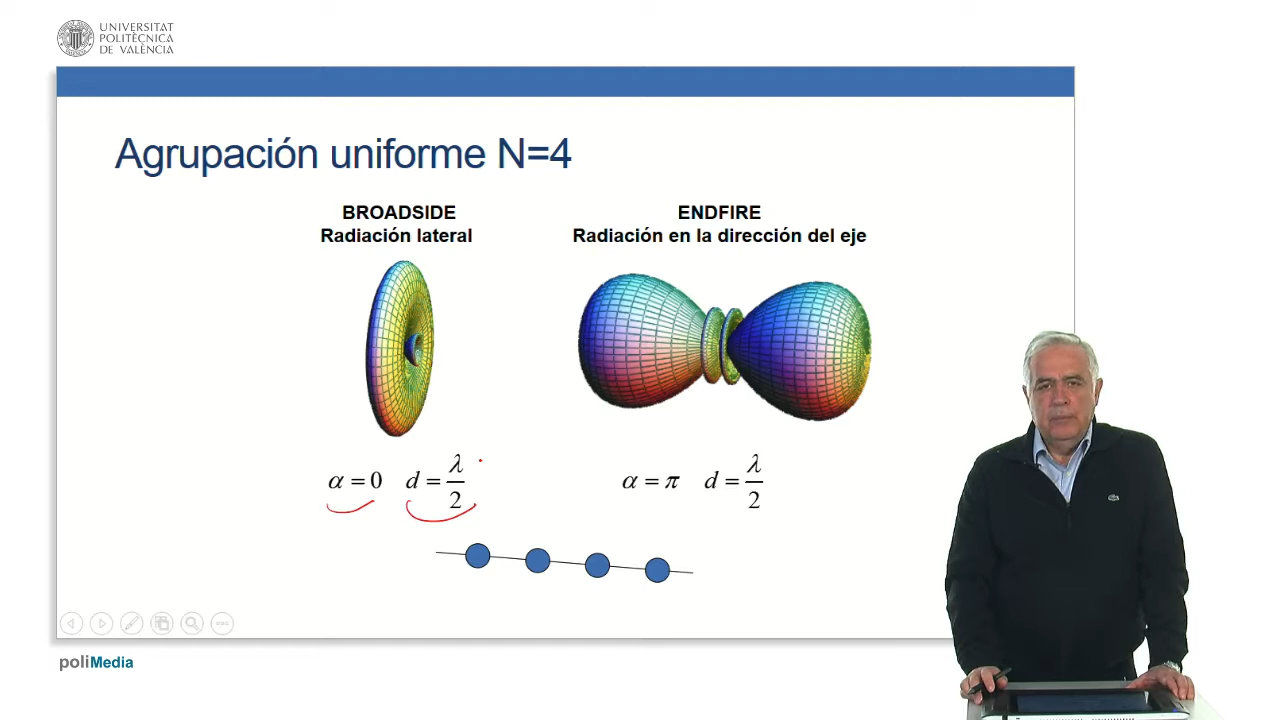 UNIVERSITAT
POLITÈCNICA
DE VALÈNCIA
Agrupación uniforme N=4
BROADSIDE
Radiación lateral
ENDFIRE
Radiación en la dirección del eje
α = 0 d = λ/2
α = π d = λ/2
poliMedia